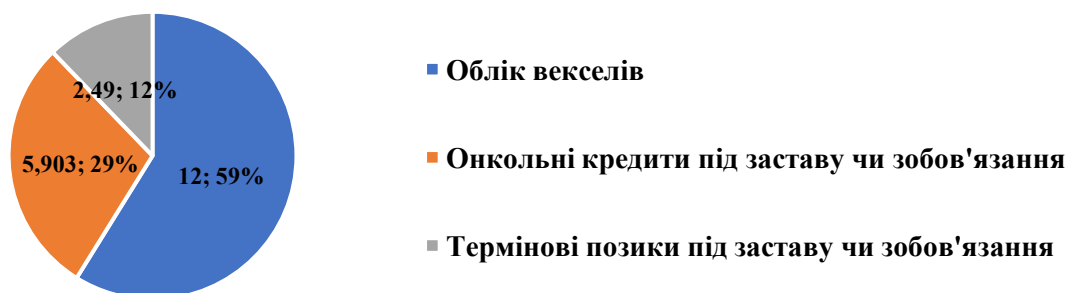 2,49; 12%
5,903; 29%
12; 59%
Облік векселів
Онкольні кредити під заставу чи зобов'язання
Термінові позики під заставу чи зобов'язання